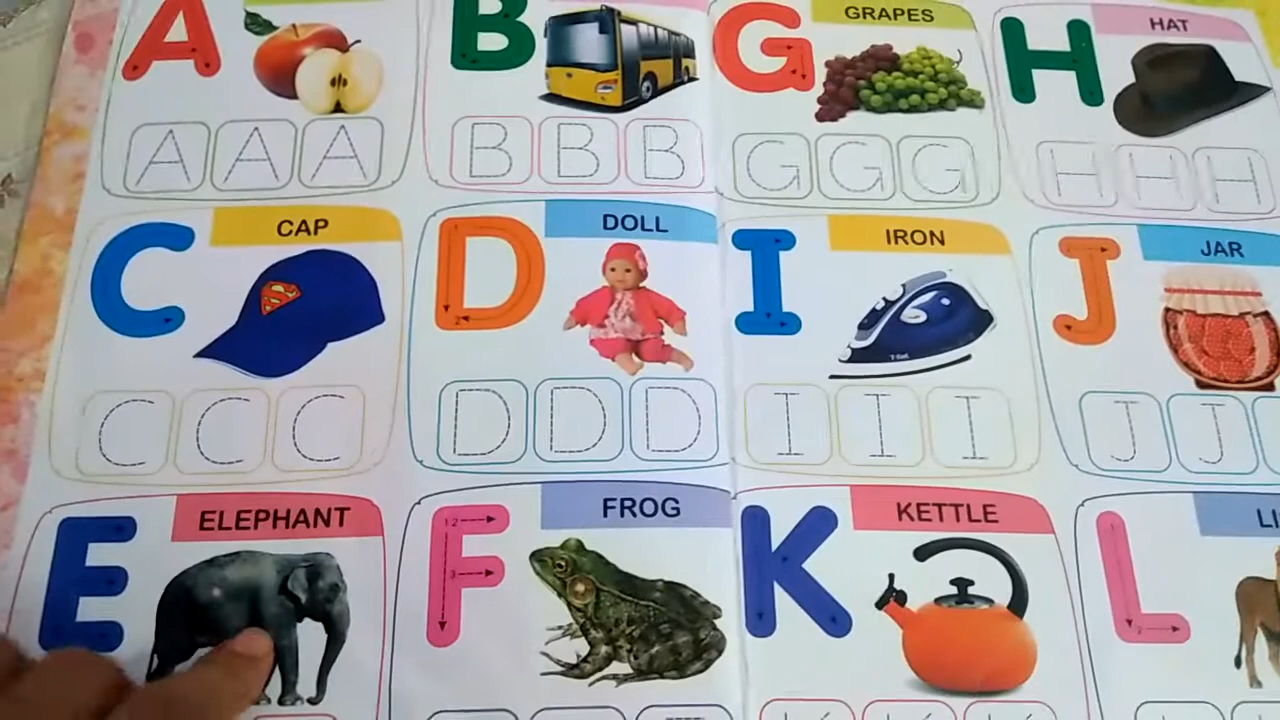 A
B
G GRAPES
H HAT
A A A
B B B
G G G
H H H
C CAP
D DOLL
I IRON
J JAR
C C C
D D D
I I I
J J
E ELEPHANT
F FROG
K KETTLE
L